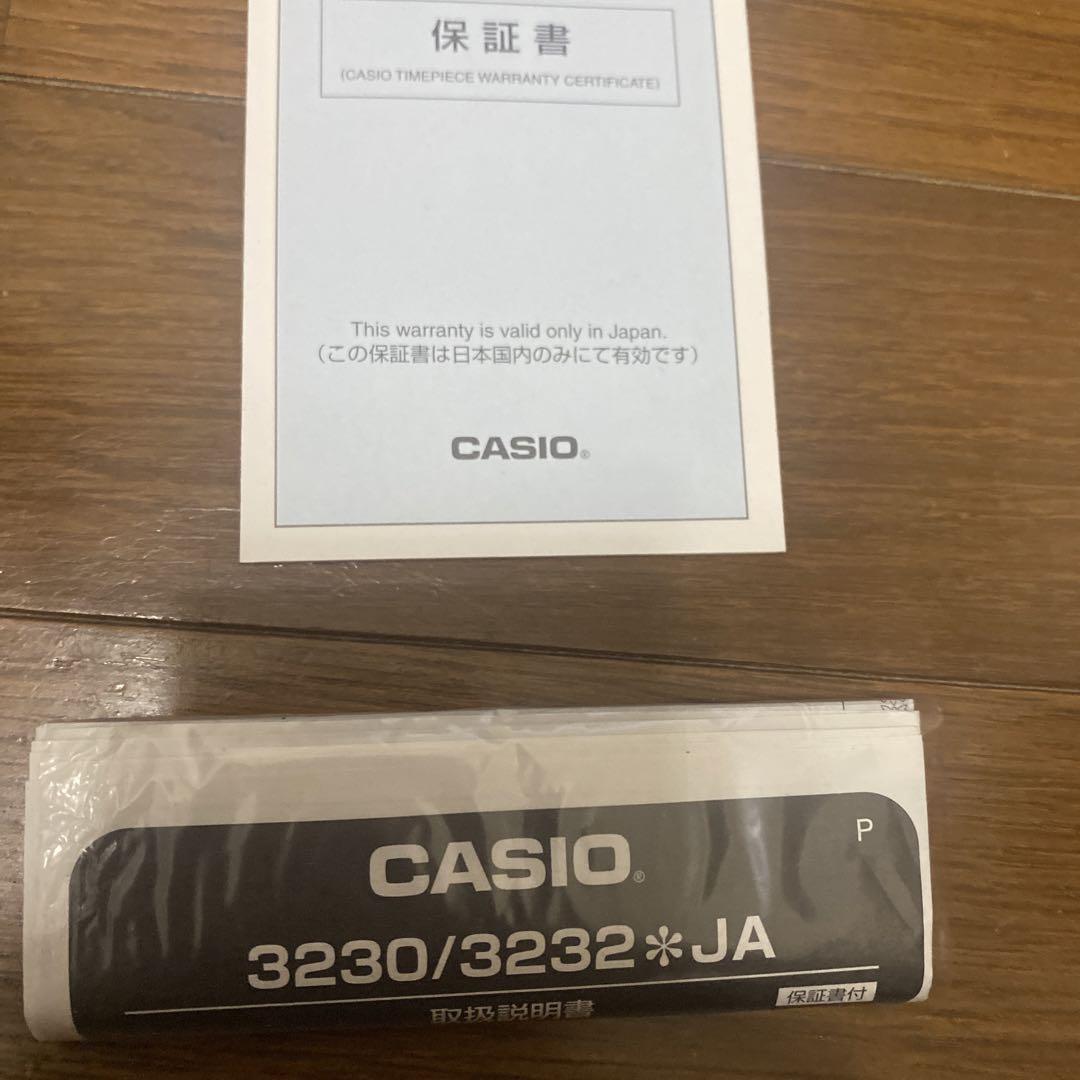 保証書
(CASIO TIMEPIECE WARRANTY CERTIFICATE)
This warranty is valid only in Japan.
(この保証書は日本国内のみにて有効です)
CASIO®
P
CASIO®
3230/3232＊JA
保証書付
取扱説明書